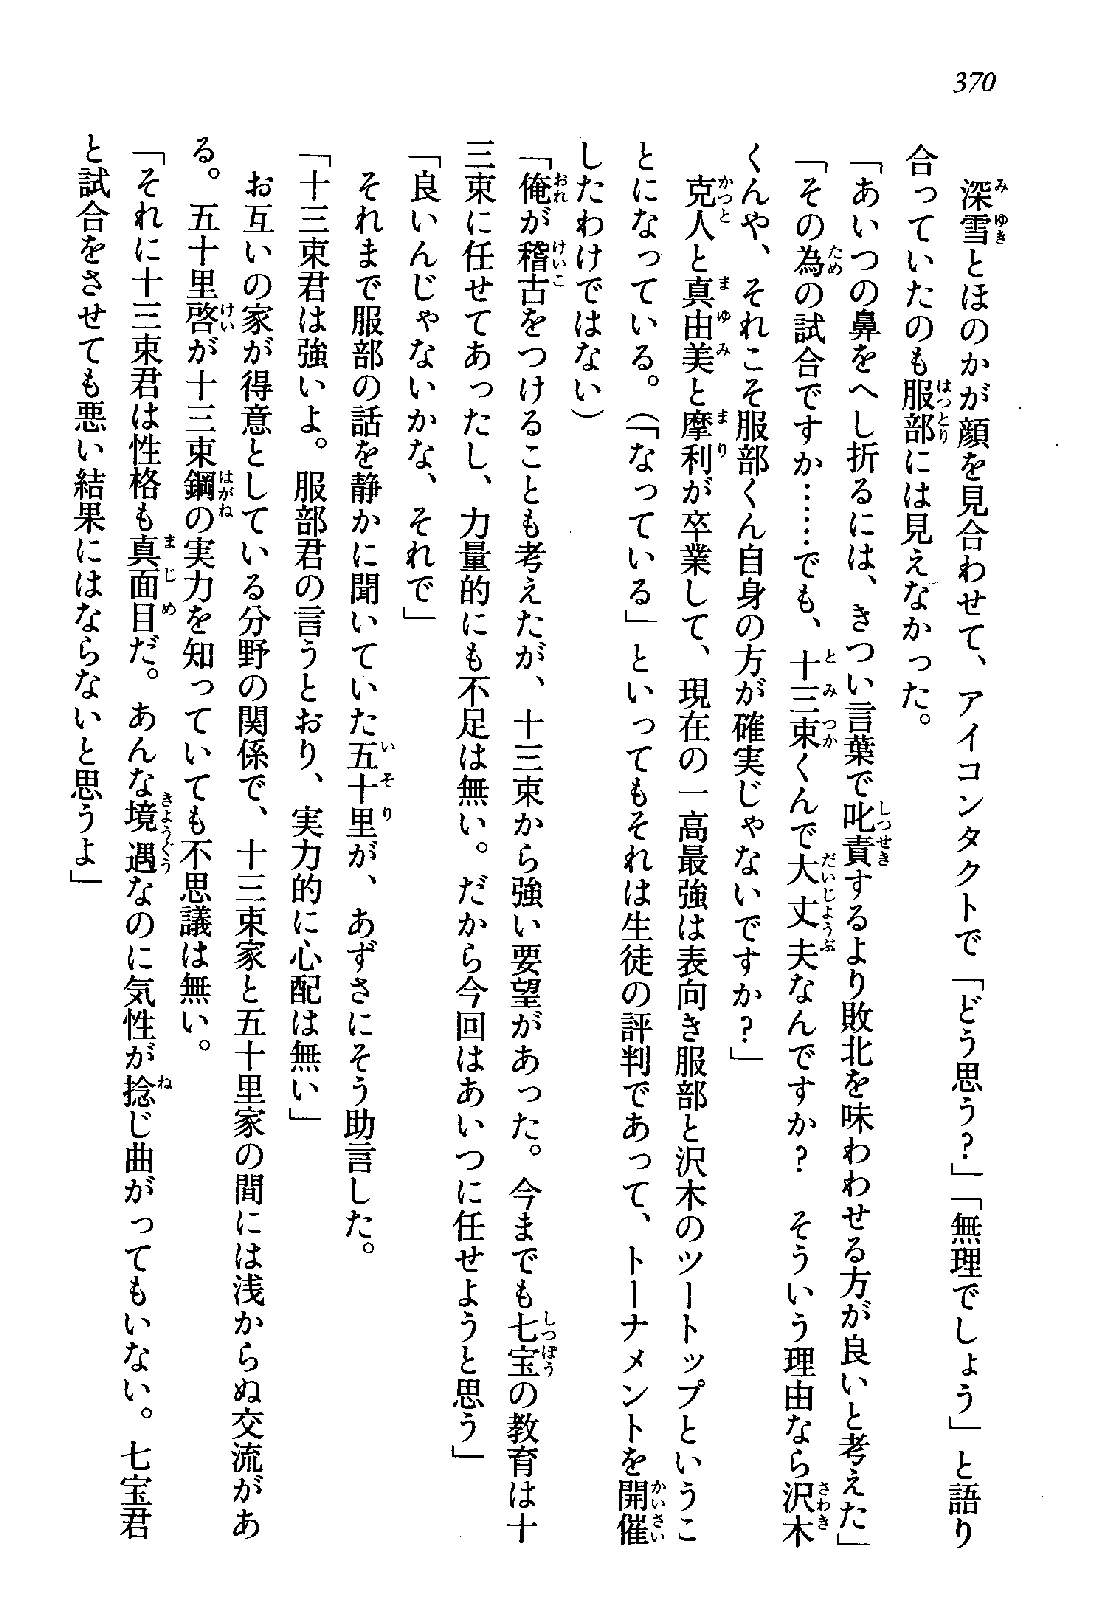 370
深雪とほのかが顔を見合わせて、アイコンタクトで「どう思う?」「無理でしょう」と語り
合っていたのも服部には見えなかった。
「あいつの鼻をへし折るには、きつい言葉で叱責するより敗北を味わわせる方が良いと考えた」
「その為の試合ですか……でも、十三束くんで大丈夫なんですか? そういう理由なら沢木
くんや、それこそ服部くん自身の方が確実じゃないですか?」
克人と真由美と摩利が卒業して、現在の一高最強は表向き服部と沢木のツートップというこ
とになっている。(「なっている」といってもそれは生徒の評判であって、トーナメントを開催
したわけではない)
「俺が稽古をつけることも考えたが、十三束から強い要望があった。今までも七宝の教育は十
三束に任せてあったし、力量的にも不足は無い。だから今回はあいつに任せようと思う」
「良いんじゃないかな、それで」
それまで服部の話を静かに聞いていた五十里が、あずさにそう助言した。
「十三束君は強いよ。服部君の言うとおり、実力的に心配は無い」
お互いの家が得意としている分野の関係で、十三束家と五十里家の間には浅からぬ交流があ
る。五十里啓が十三束鋼の実力を知っていても不思議は無い。
「それに十三束君は性格も真面目だ。あんな境遇なのに気性が捻じ曲がってもいない。七宝君
と試合をさせても悪い結果にはならないと思うよ」